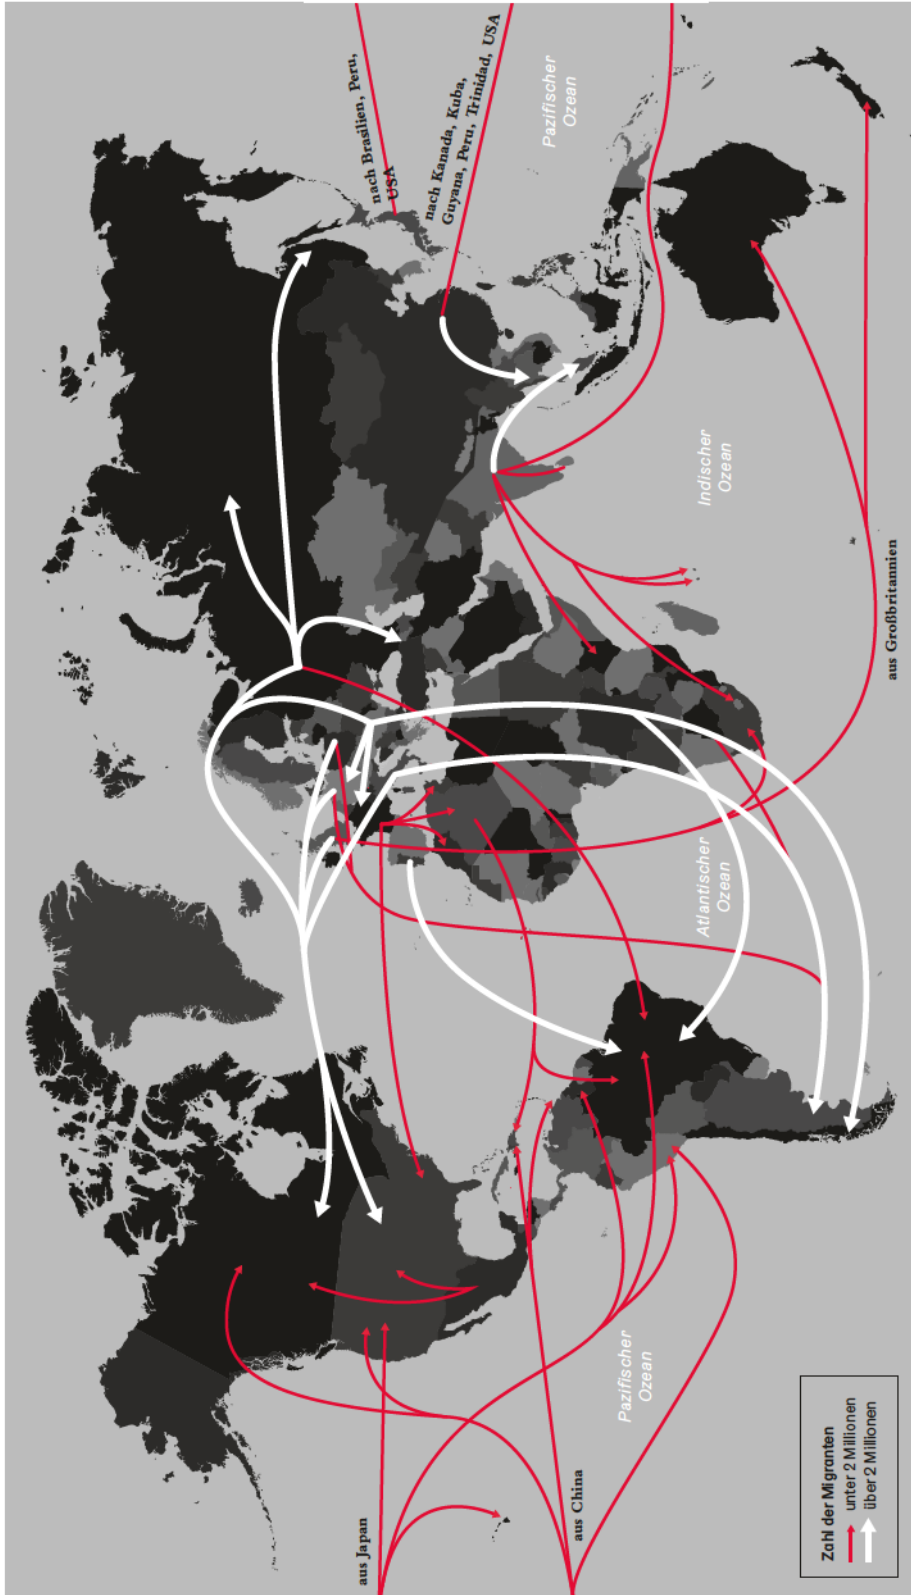 nach Brasilien, Peru,
USA
nach Kanada, Kuba,
Guyana, Peru, Trinidad, USA
Pazifischer
Ozean
Indischer
Ozean
aus Großbritannien
Atlantischer
Ozean
Pazifischer
Ozean
aus Japan
aus China
Zahl der Migranten
unter 2 Millionen
über 2 Millionen